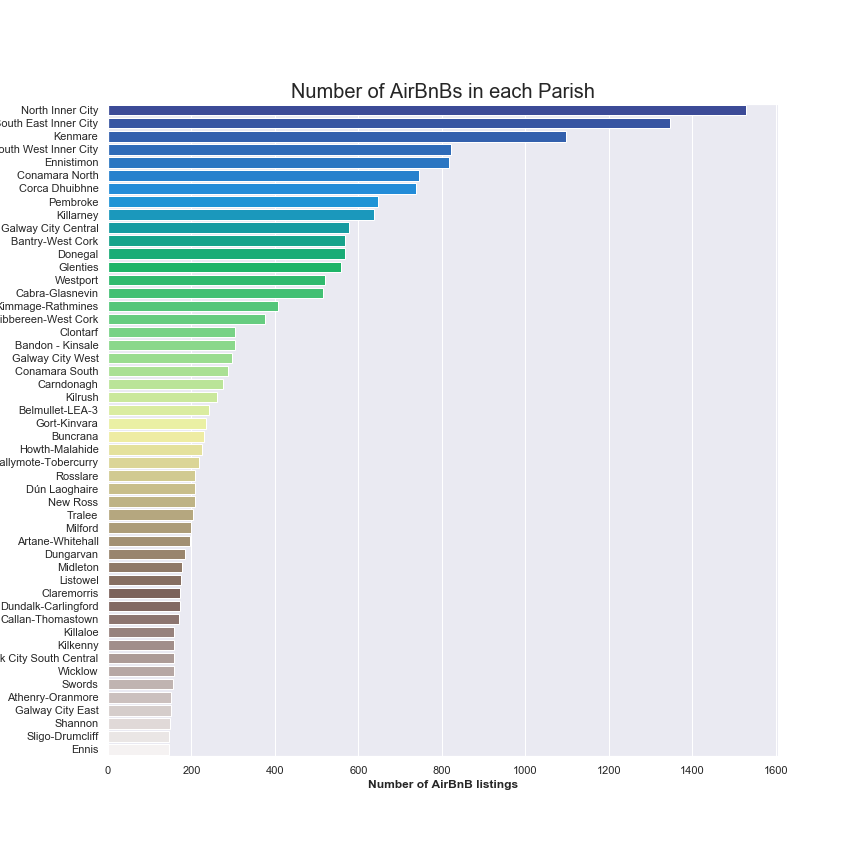 Number of AirBnBs in each Parish
North Inner City
South East Inner City
Kenmare
outh West Inner City
Ennistimon
Conamara North
Corca Dhuibhne
Pembroke
Killarney
Galway City Central
Bantry-West Cork
Donegal
Glenties
Westport
Cabra-Glasnevin
Kimmage-Rathmines
ibbereen-West Cork
Clontarf
Bandon - Kinsale
Galway City West
Conamara South
Carndonagh
Kilrush
Belmullet-LEA-3
Gort-Kinvara
Buncrana
Howth-Malahide
allymote-Tobercurry
Rosslare
Dún Laoghaire
New Ross
Tralee
Milford
Artane-Whitehall
Dungarvan
Midleton
Listowel
Claremorris
Dundalk-Carlingford
Callan-Thomastown
Killaloe
Kilkenny
k City South Central
Wicklow
Swords
Athenry-Oranmore
Galway City East
Shannon
Sligo-Drumcliff
Ennis
0 200 400 600 800 1000 1200 1400 1600
Number of AirBnB listings